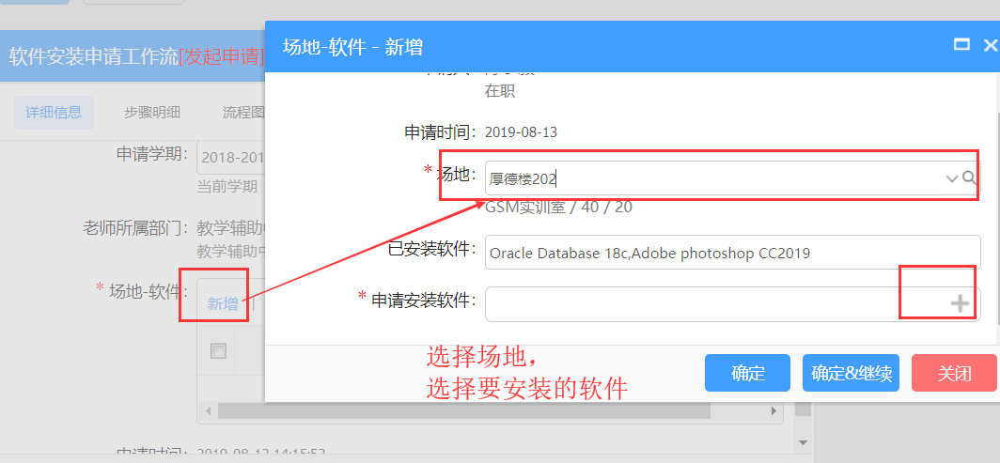 软件安装申请工作流[发起申请]
场地-软件 - 新增
详细信息
步骤明细
流程图
申请学期：
2018-201
当前学期
老师所属部门：
教学辅助
教学辅助中
* 场地-软件：
新增
申请时间：
2019-08-13 14:15:52
在职
申请时间：
2019-08-13
* 场地：
厚德楼202
GSM实训室 / 40 / 20
已安装软件：
Oracle Database 18c,Adobe photoshop CC2019
* 申请安装软件：
选择场地，
选择要安装的软件
确定
确定&继续
关闭